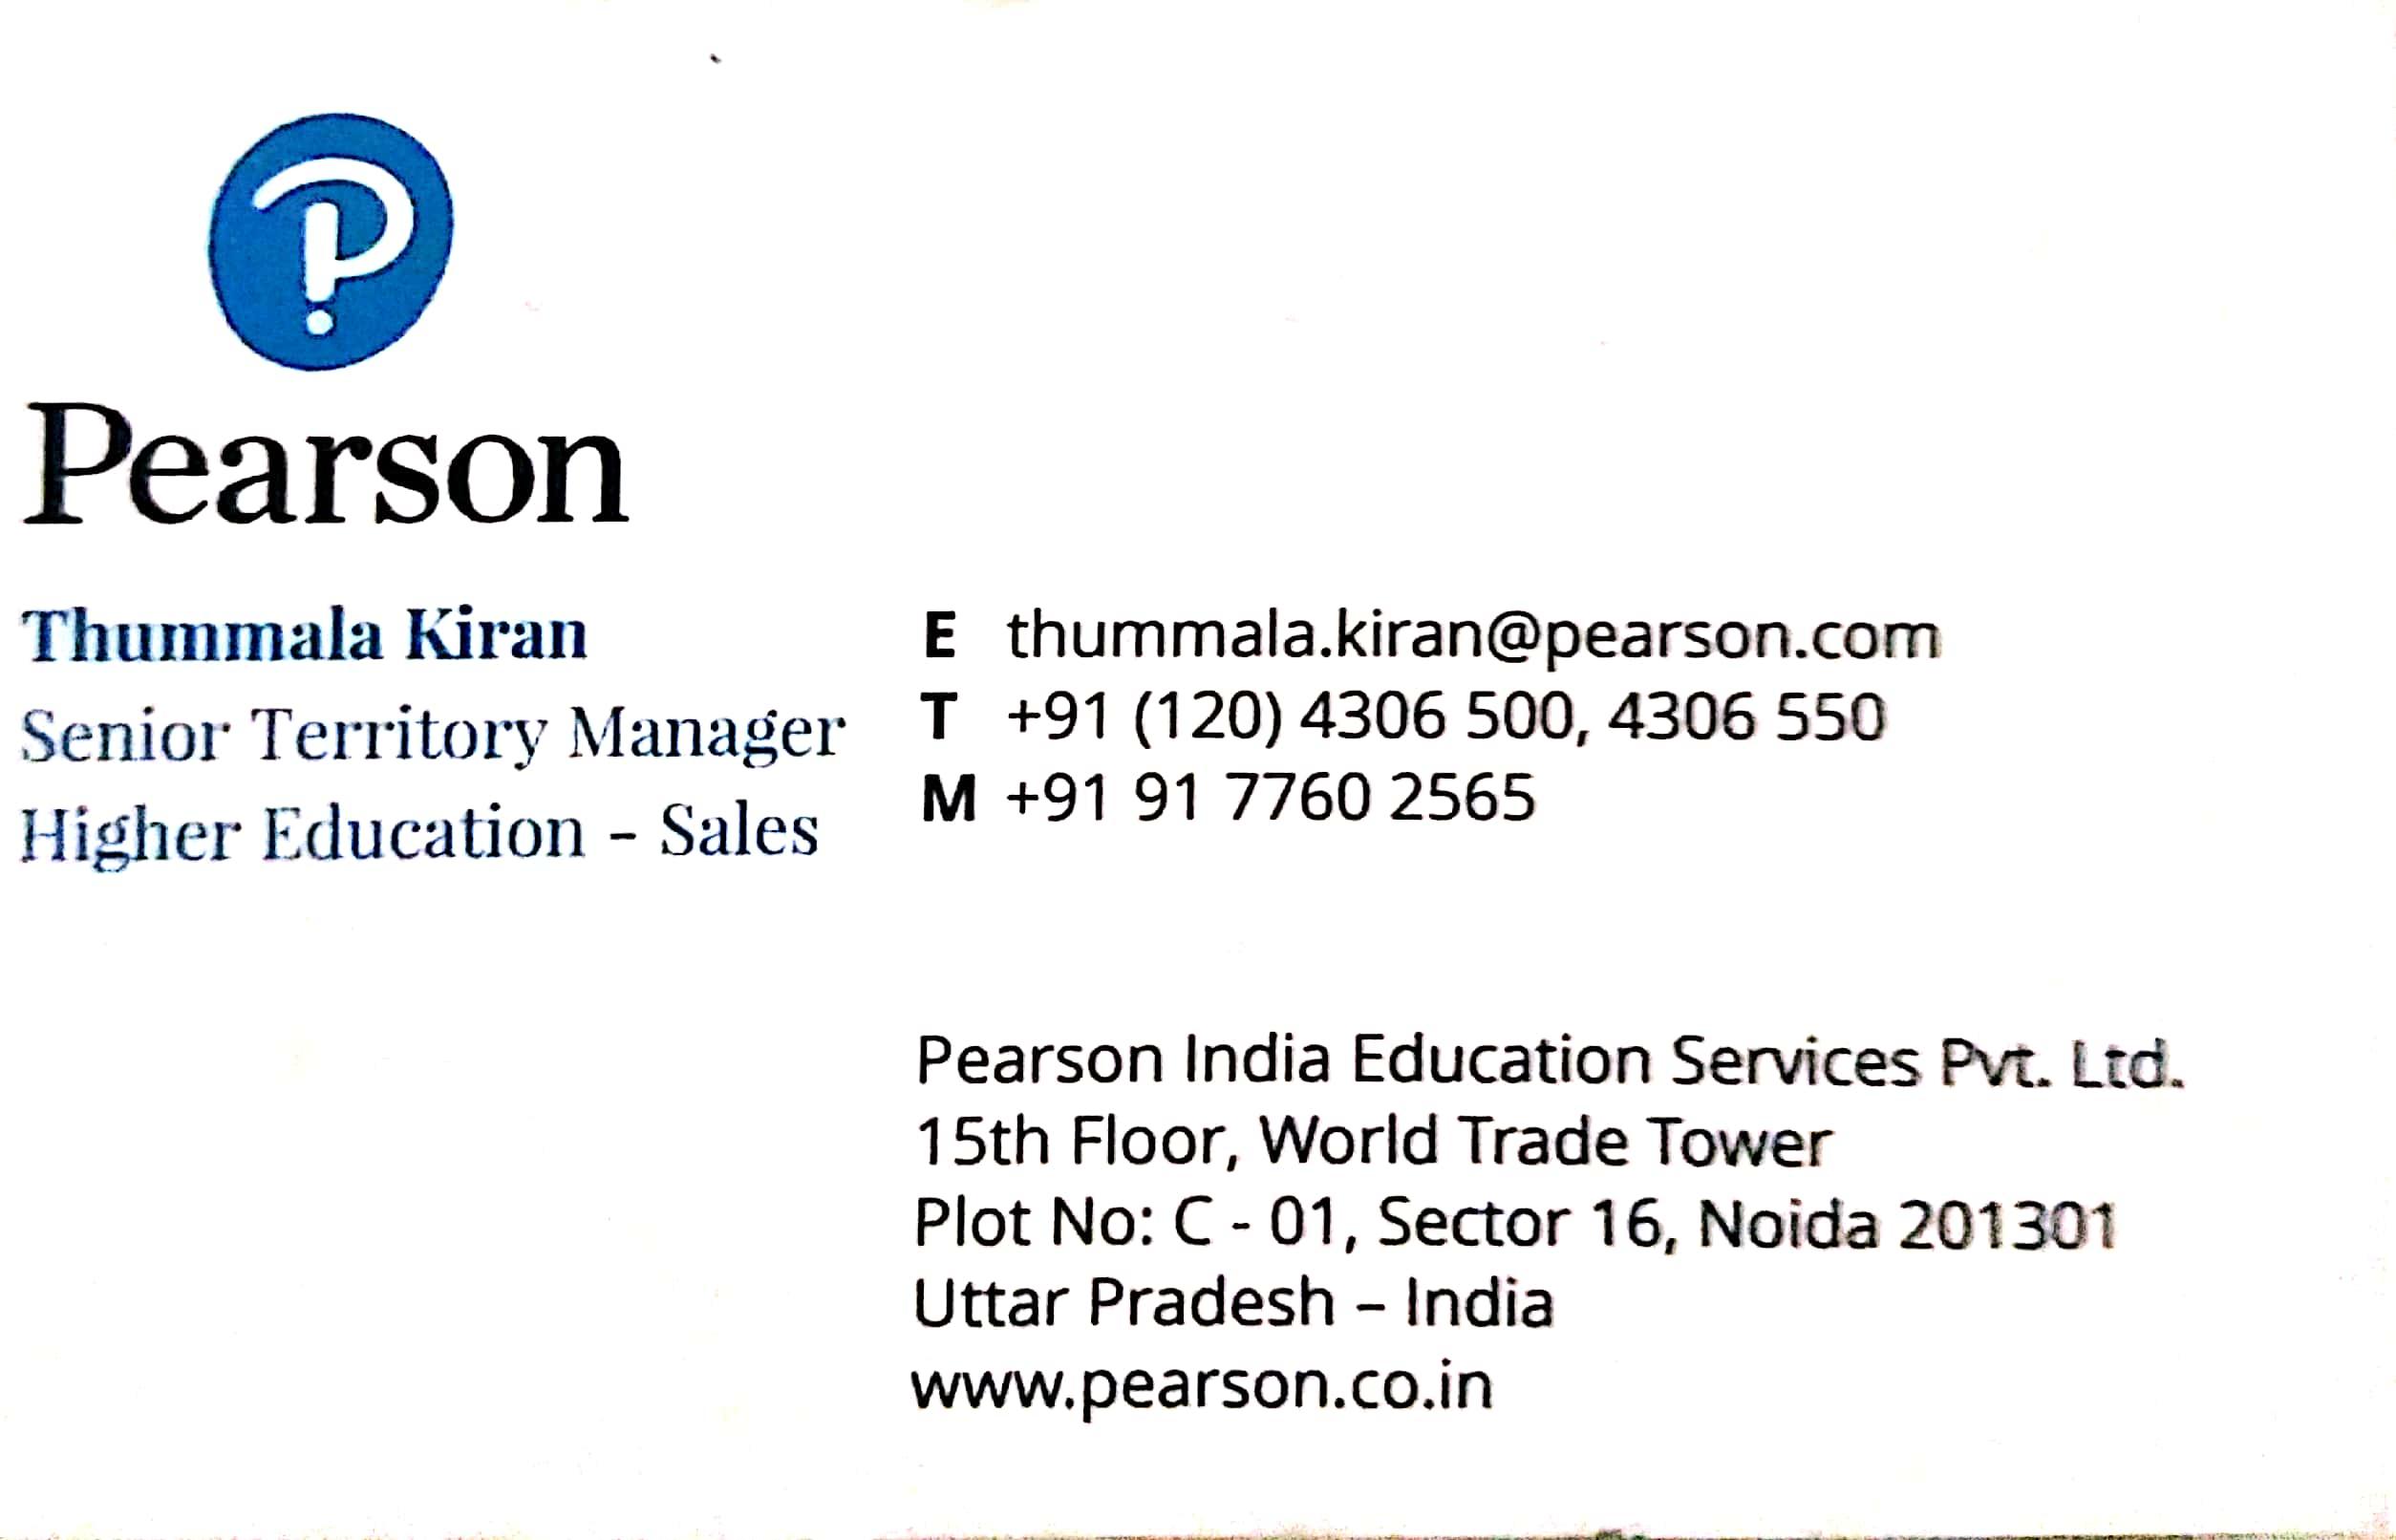 Pearson
Thummala Kiran
Senior Territory Manager
Higher Education - Sales
E thummala.kiran@pearson.com
T +91 (120) 4306 500, 4306 550
M +91 91 7760 2565
Pearson India Education Services Pvt. Ltd.
15th Floor, World Trade Tower
Plot No: C - 01, Sector 16, Noida 201301
Uttar Pradesh – India
www.pearson.co.in